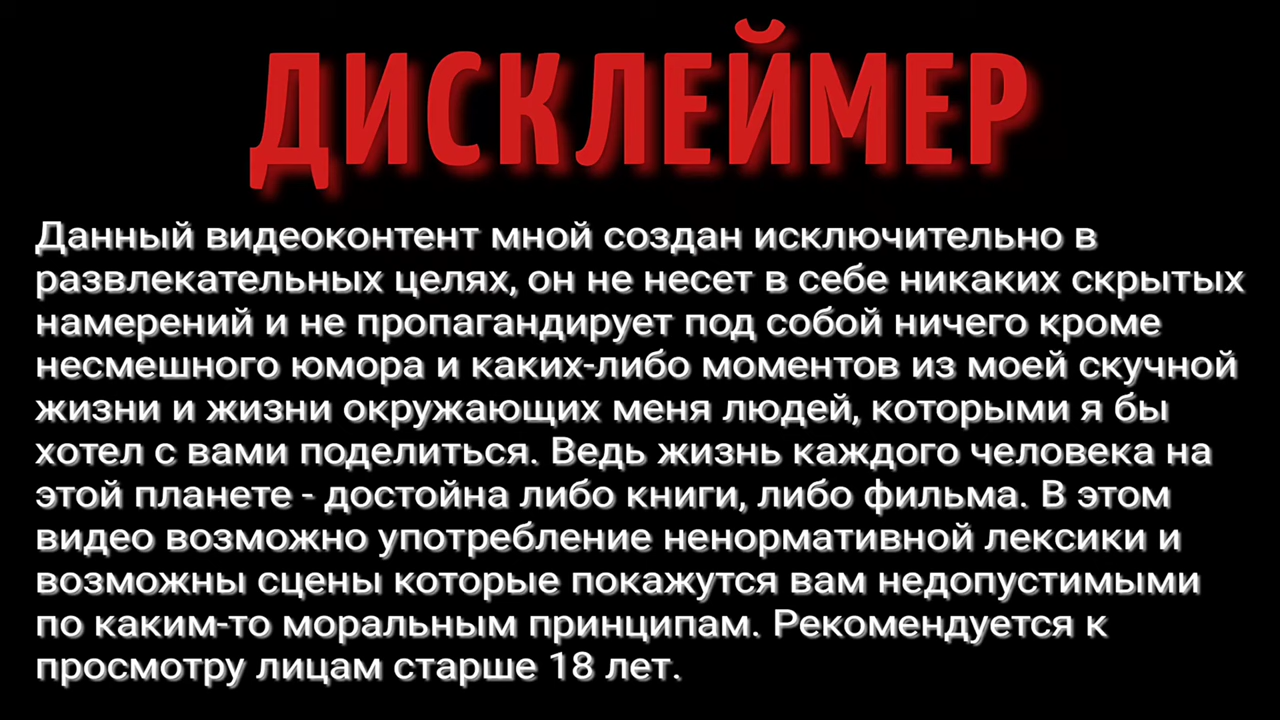 ДИСКЛЕЙМЕР
Данный видеоконтент мной создан исключительно в
развлекательных целях, он не несет в себе никаких скрытых
намерений и не пропагандирует под собой ничего кроме
несмешного юмора и каких-либо моментов из моей скучной
жизни и жизни окружающих меня людей, которыми я бы
хотел с вами поделиться. Ведь жизнь каждого человека на
этой планете - достойна либо книги, либо фильма. В этом
видео возможно употребление ненормативной лексики и
возможны сцены которые покажутся вам недопустимыми
по каким-то моральным принципам. Рекомендуется к
просмотру лицам старше 18 лет.